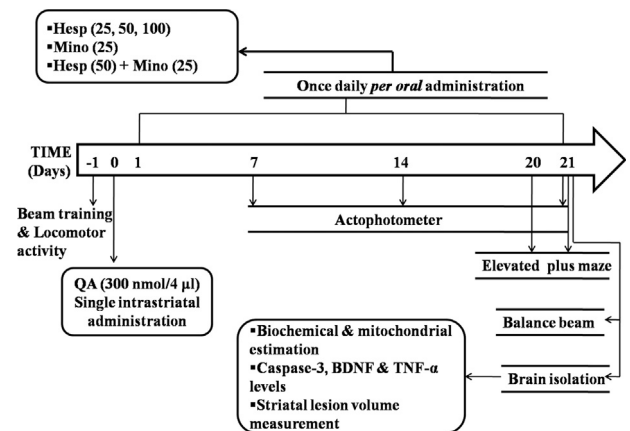 ▪Hesp (25, 50, 100)
▪Mino (25)
▪Hesp (50) + Mino (25)
Once daily per oral administration
TIME
(Days)
-1 0 1 7 14 20 21
Beam training
& Locomotor
activity
Actophotometer
QA (300 nmol/4 µl)
Single intrastriatal
administration
Elevated plus maze
Balance beam
Brain isolation
▪Biochemical & mitrochondrial
estimation
▪Caspase-3, BDNF & TNF-α
levels
▪Striatal lesion volume
measurement